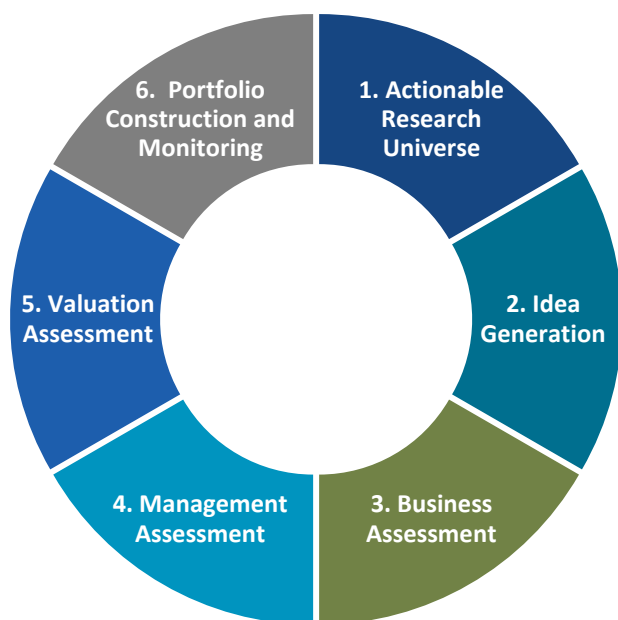 1. Actionable
Research
Universe
2. Idea
Generation
3. Business
Assessment
4. Management
Assessment
5. Valuation
Assessment
6. Portfolio
Construction and
Monitoring